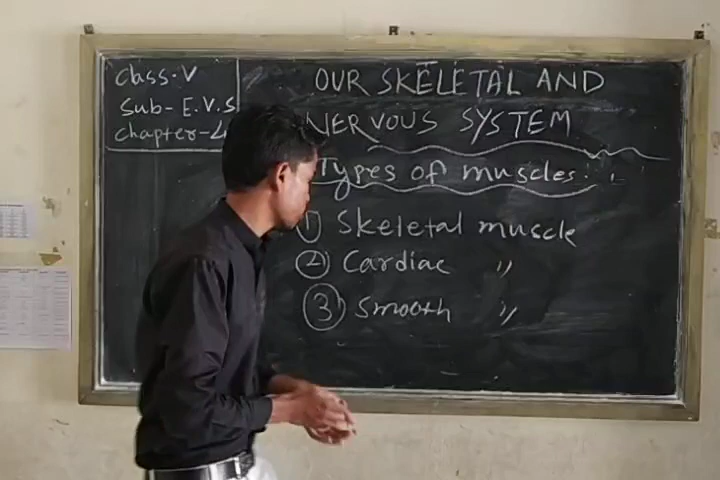 Class-V
Sub- E.V.S
Chapter-4
OUR SKELETAL AND
NERVOUS SYSTEM
Types of muscles:
① Skeletal muscle
② Cardiac "
③ Smooth "